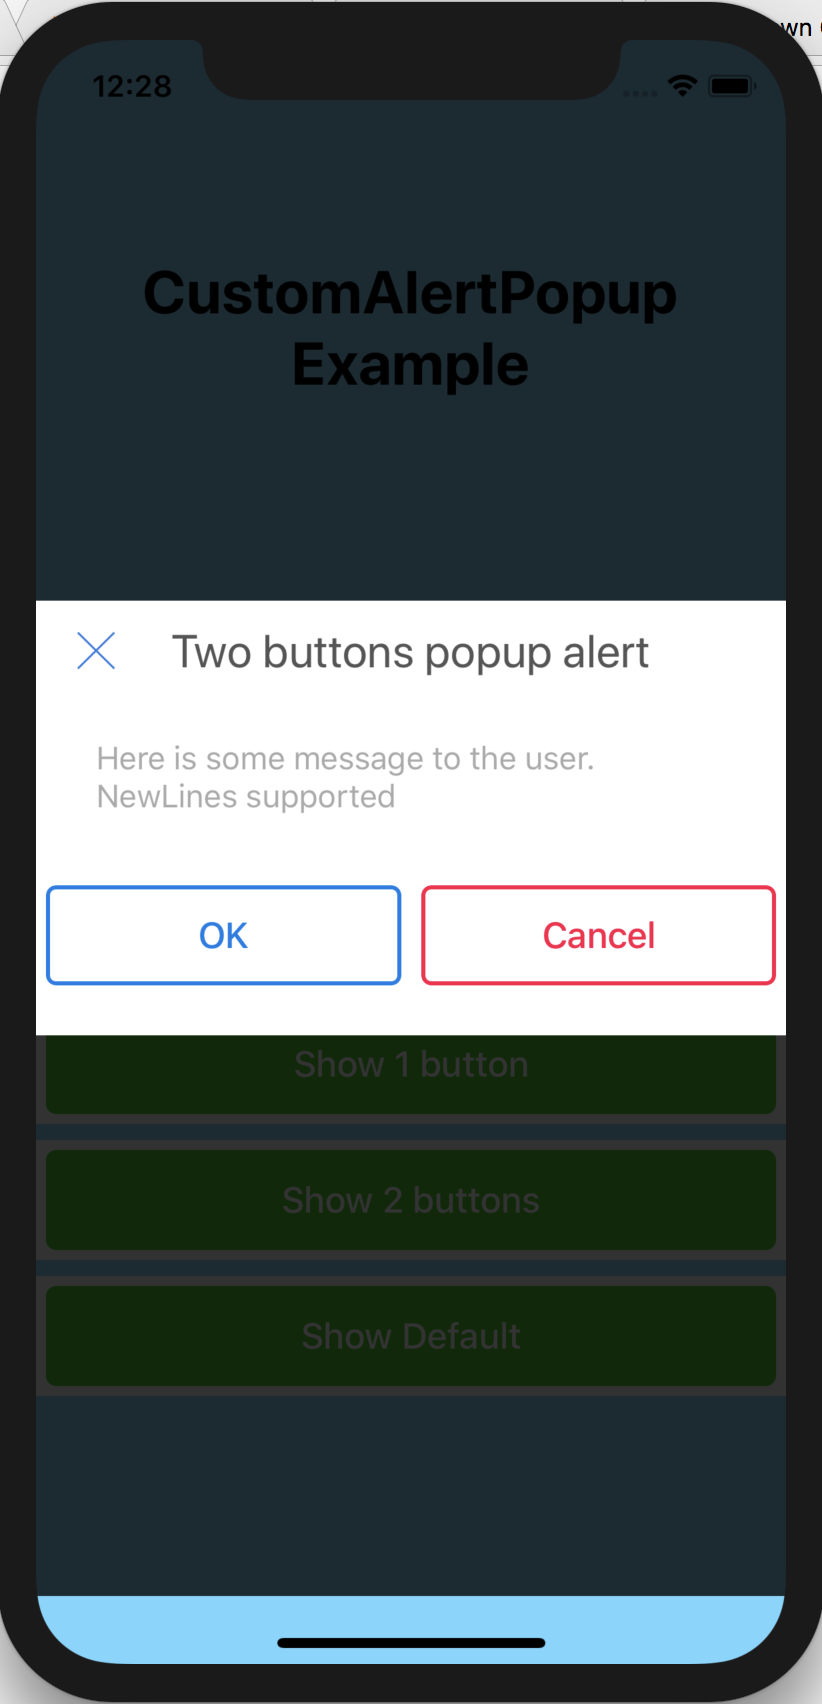 wn
12:28
CustomAlertPopup
Example
Two buttons popup alert
Here is some message to the user.
NewLines supported
OK
Cancel
Show 1 button
Show 2 buttons
Show Default